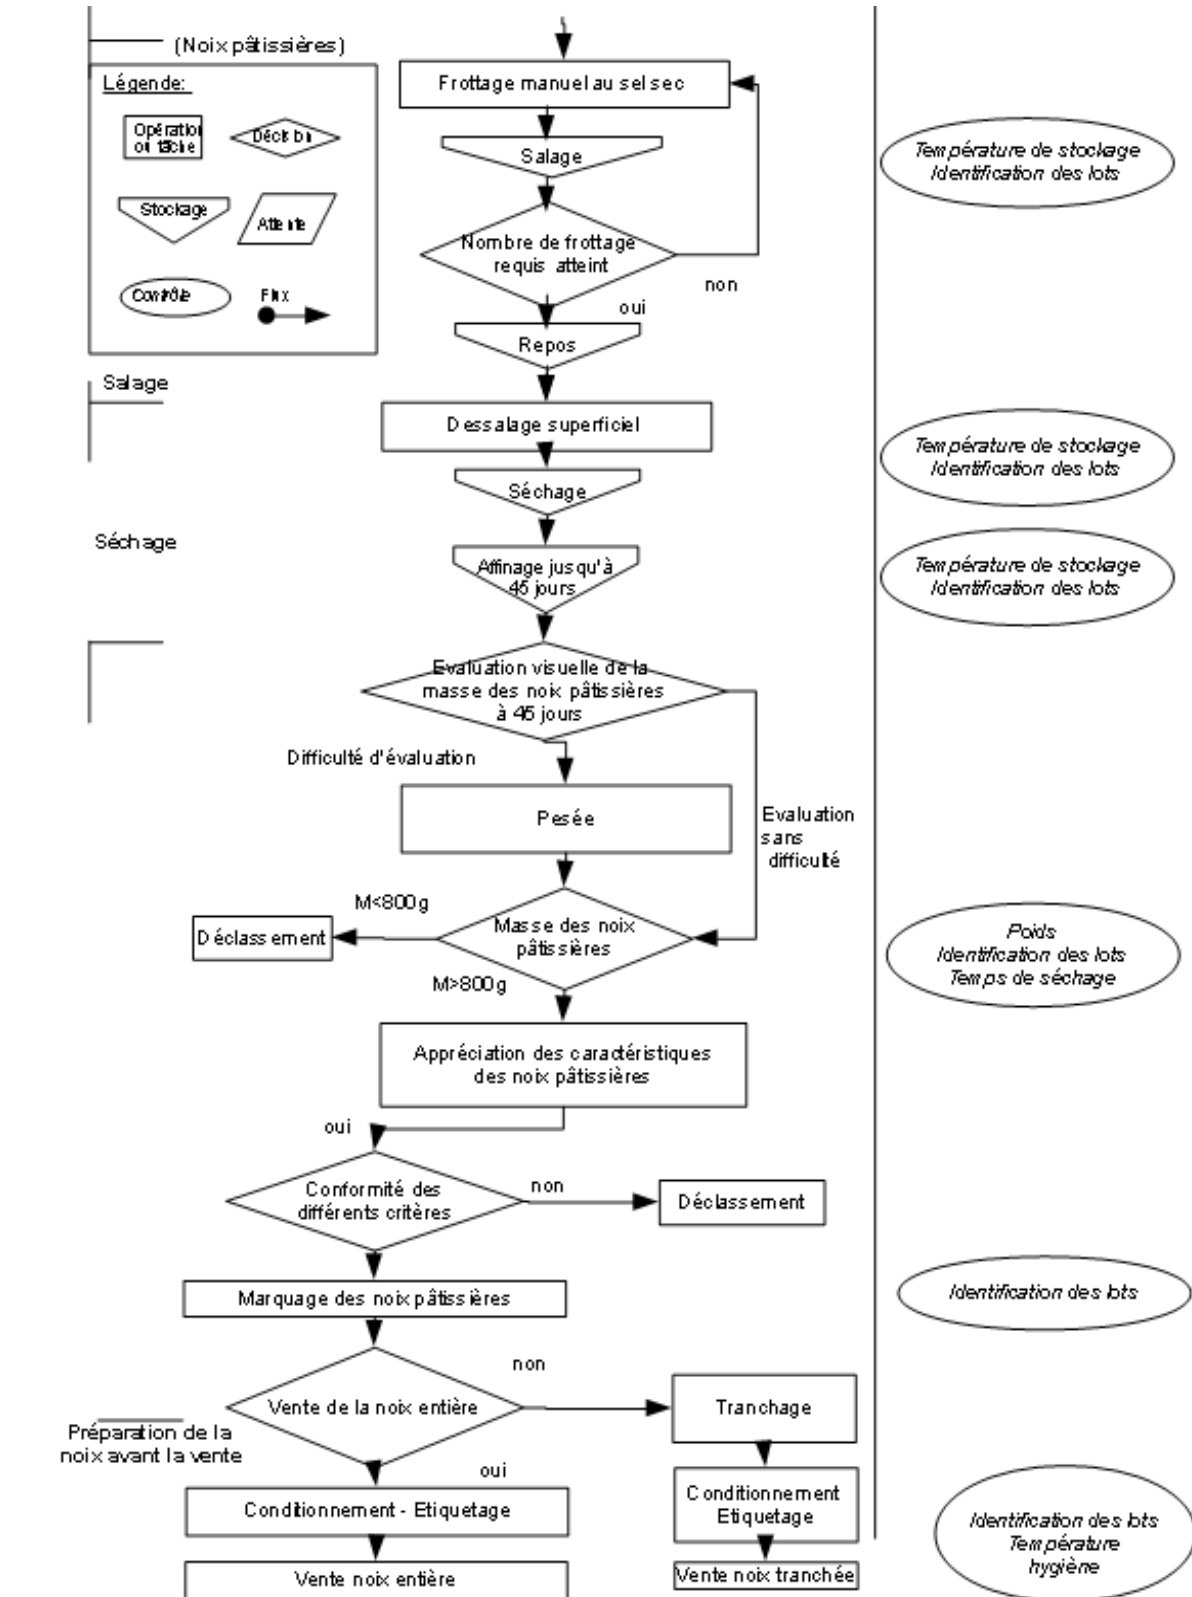 (Noix pâtissières)
Légende:
Opération
ou tâche
Décision
Stockage
Attente
Contrôle
Flux
Frottage manuel au sel sec
Salage
Nombre de frottage
requis atteint
non
oui
Repos
Température de stockage
Identification des lots
Salage
Dessalage superficiel
Séchage
Température de stockage
Identification des lots
Séchage
Affinage jusqu'à
45 jours
Température de stockage
Identification des lots
Evaluation visuelle de la
masse des noix pâtissières
à 45 jours
Difficulté d'évaluation
Pesée
Evaluation
sans
difficulté
M<800g
Déclassement
Masse des noix
pâtissières
M>800g
Poids
Identification des lots
Temps de séchage
Appréciation des caractéristiques
des noix pâtissières
oui
Conformité des
différents critères
non
Déclassement
Marquage des noix pâtissières
Identification des lots
non
Vente de la noix entière
Tranchage
Préparation de la
noix avant la vente
oui
Conditionnement - Etiquetage
Conditionnement
Etiquetage
Vente noix entière
Vente noix tranchée
Identification des lots
Température
hygiène